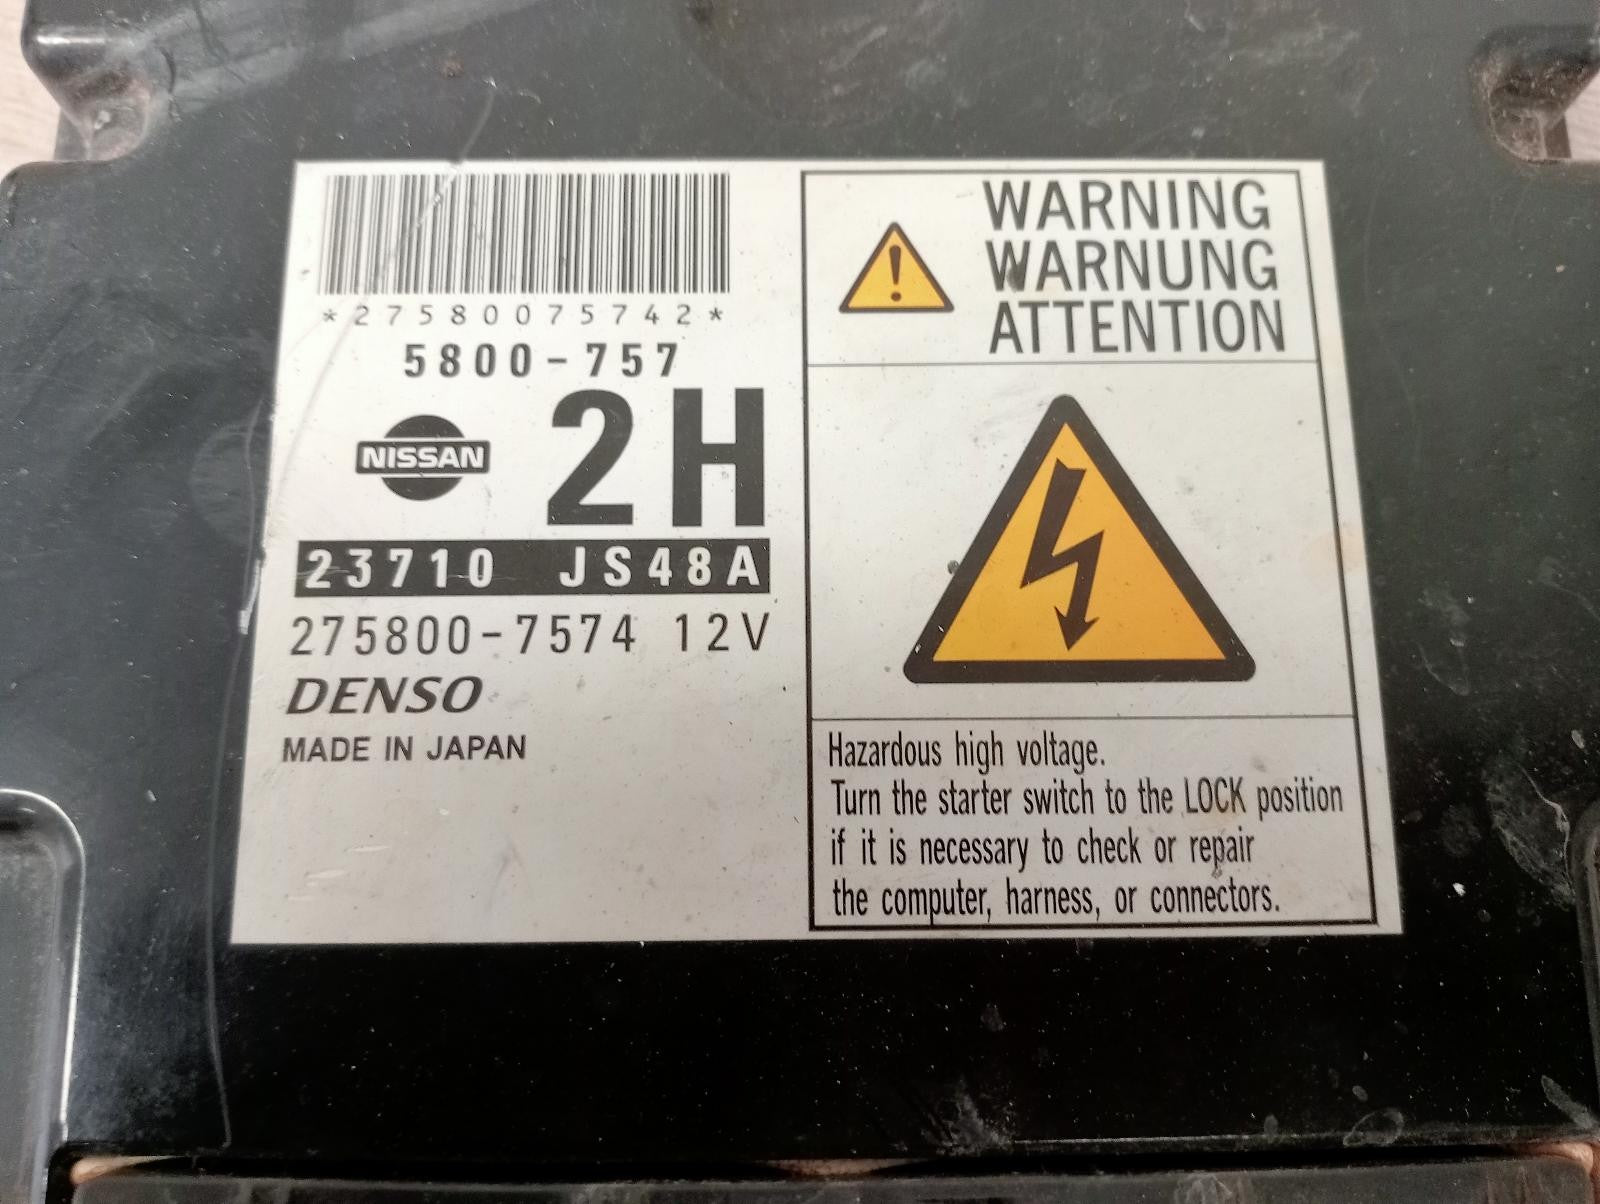 *27580075742*
5800-757
NISSAN 2H
23710 JS48A
275800-7574 12V
DENSO
MADE IN JAPAN
WARNING
WARNUNG
ATTENTION
Hazardous high voltage.
Turn the starter switch to the LOCK position
if it is necessary to check or repair
the computer, harness, or connectors.